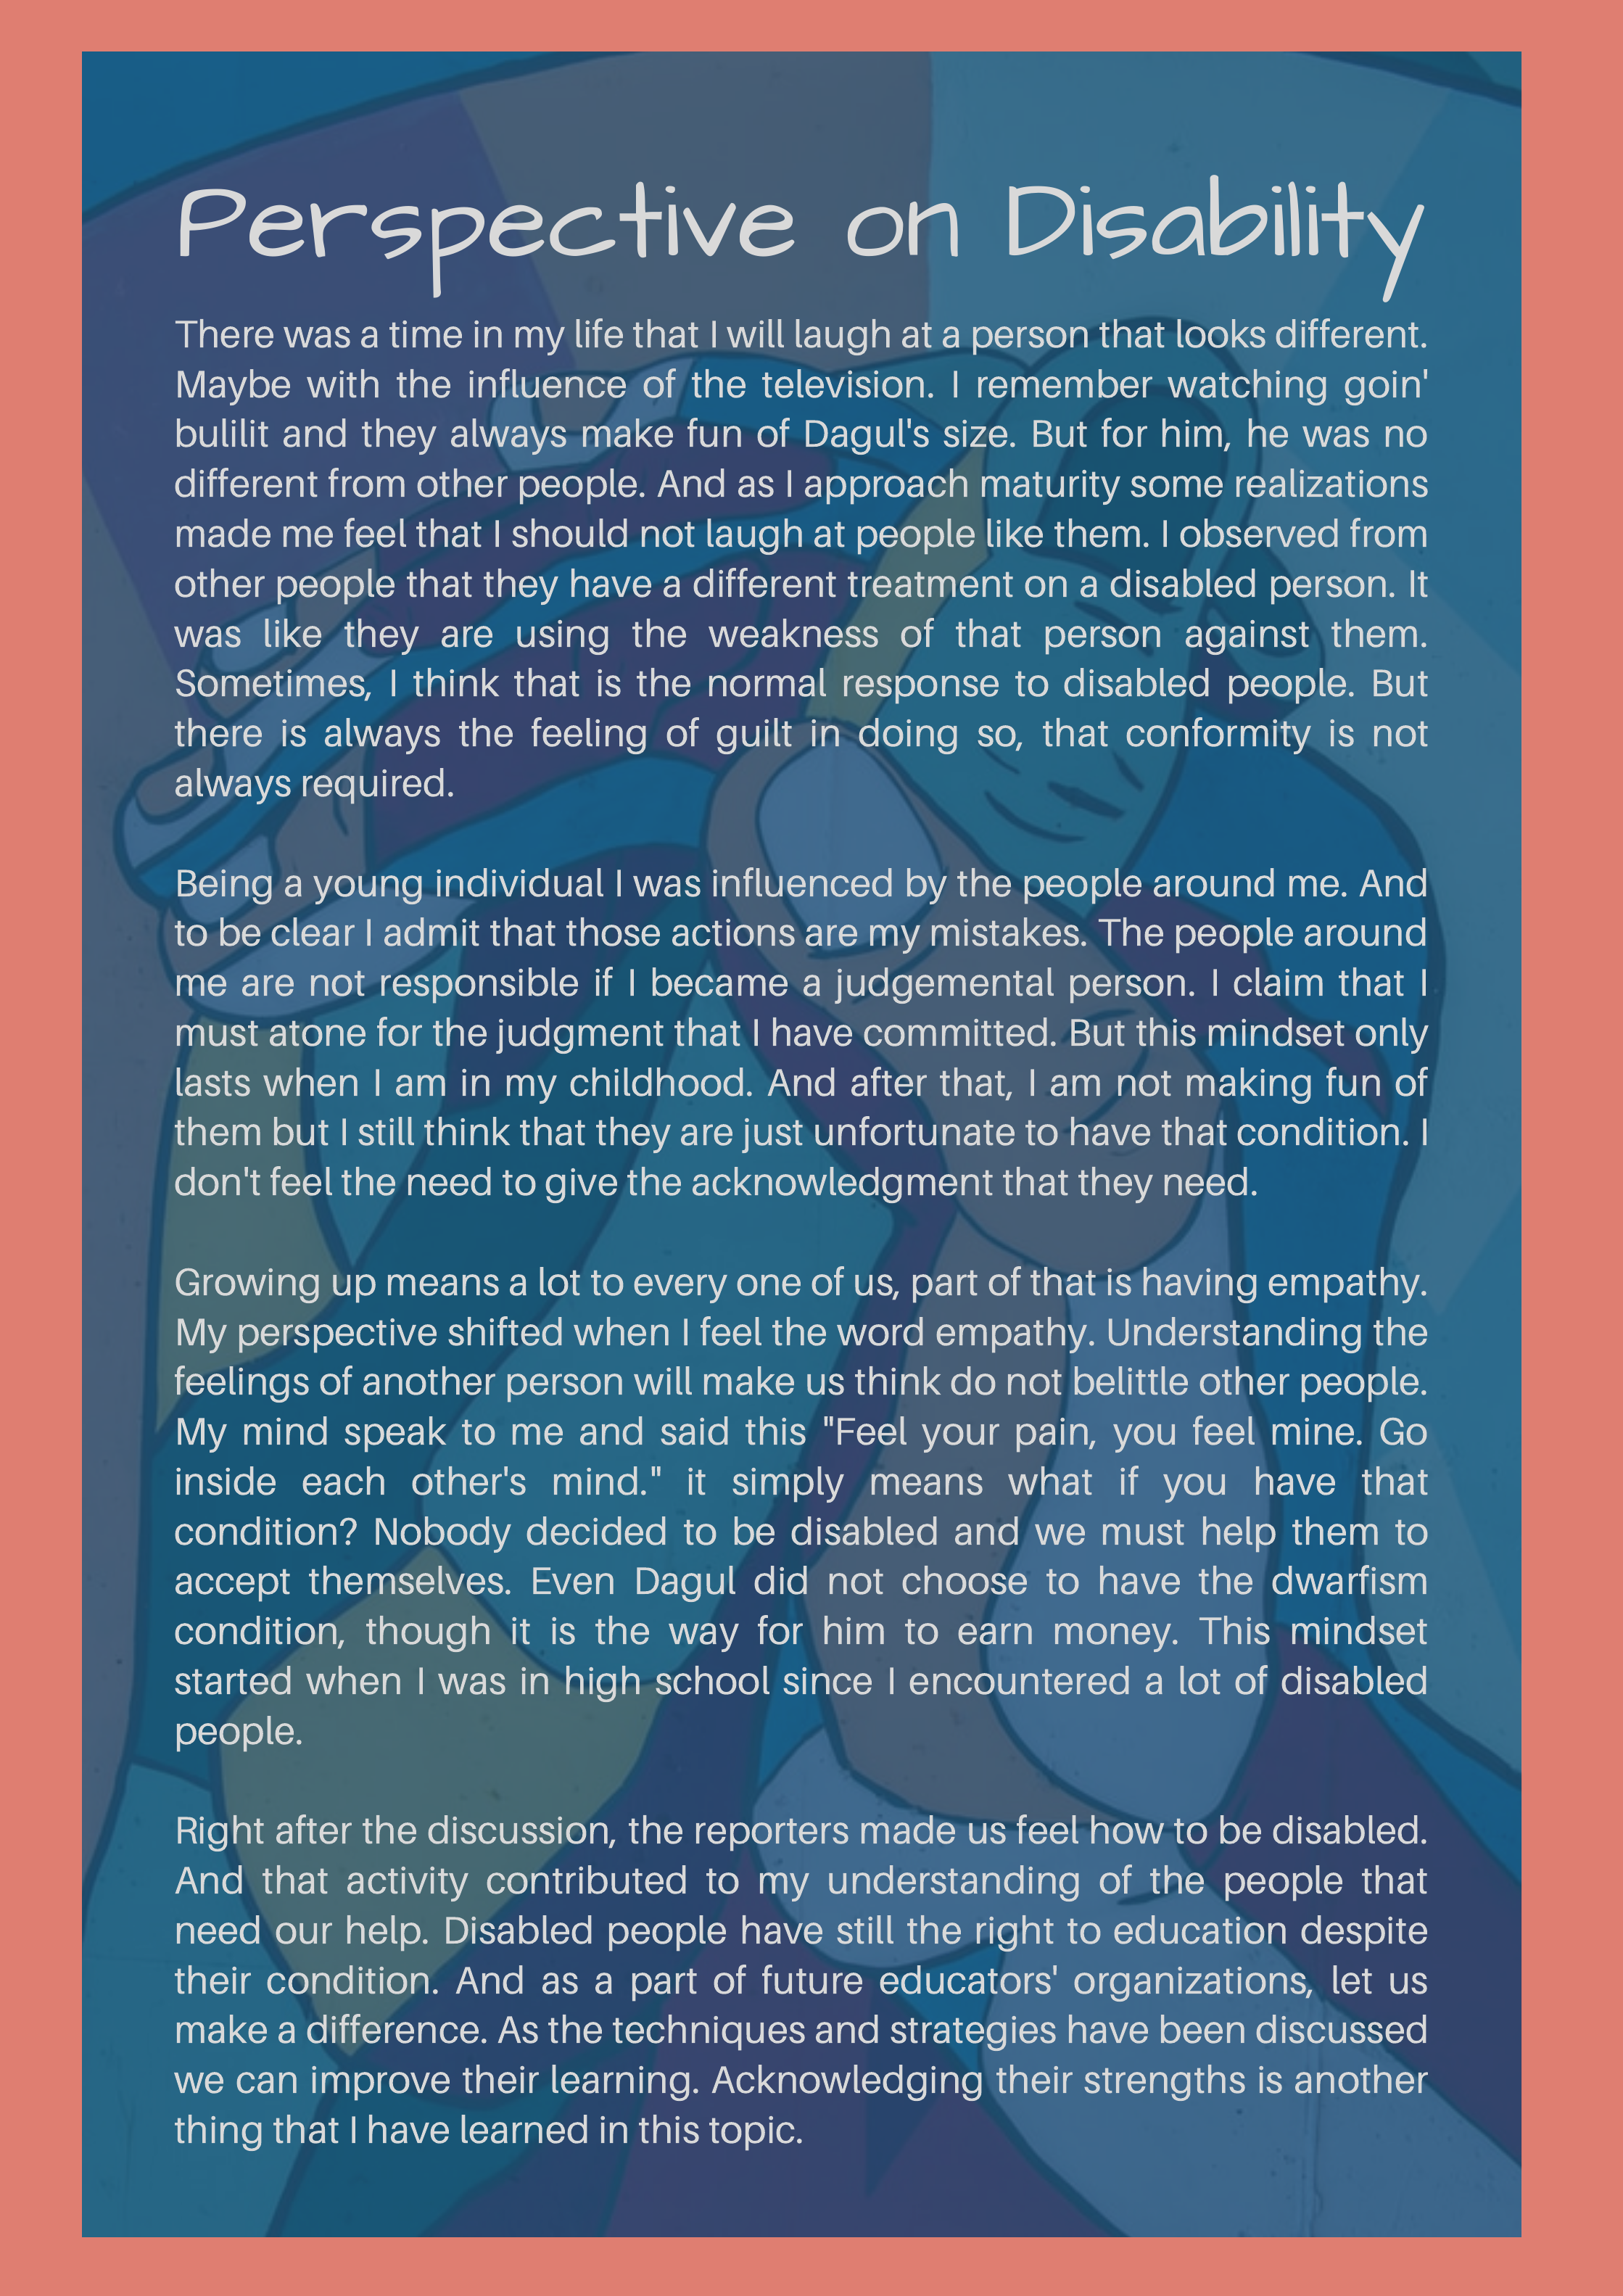 Perspective on Disability
There was a time in my life that I will laugh at a person that looks different.
Maybe with the influence of the television. I remember watching goin'
bulilit and they always make fun of Dagul's size. But for him, he was no
different from other people. And as I approach maturity some realizations
made me feel that I should not laugh at people like them. I observed from
other people that they have a different treatment on a disabled person. It
was like they are using the weakness of that person against them.
Sometimes, I think that is the normal response to disabled people. But
there is always the feeling of guilt in doing so, that conformity is not
always required.
Being a young individual I was influenced by the people around me. And
to be clear I admit that those actions are my mistakes. The people around
me are not responsible if I became a judgemental person. I claim that I
must atone for the judgment that I have committed. But this mindset only
lasts when I am in my childhood. And after that, I am not making fun of
them but I still think that they are just unfortunate to have that condition. I
don't feel the need to give the acknowledgment that they need.
Growing up means a lot to every one of us, part of that is having empathy.
My perspective shifted when I feel the word empathy. Understanding the
feelings of another person will make us think do not belittle other people.
My mind speak to me and said this "Feel your pain, you feel mine. Go
inside each other's mind." it simply means what if you have that
condition? Nobody decided to be disabled and we must help them to
accept themselves. Even Dagul did not choose to have the dwarfism
condition, though it is the way for him to earn money. This mindset
started when I was in high school since I encountered a lot of disabled
people.
Right after the discussion, the reporters made us feel how to be disabled.
And that activity contributed to my understanding of the people that
need our help. Disabled people have still the right to education despite
their condition. And as a part of future educators' organizations, let us
make a difference. As the techniques and strategies have been discussed
we can improve their learning. Acknowledging their strengths is another
thing that I have learned in this topic.